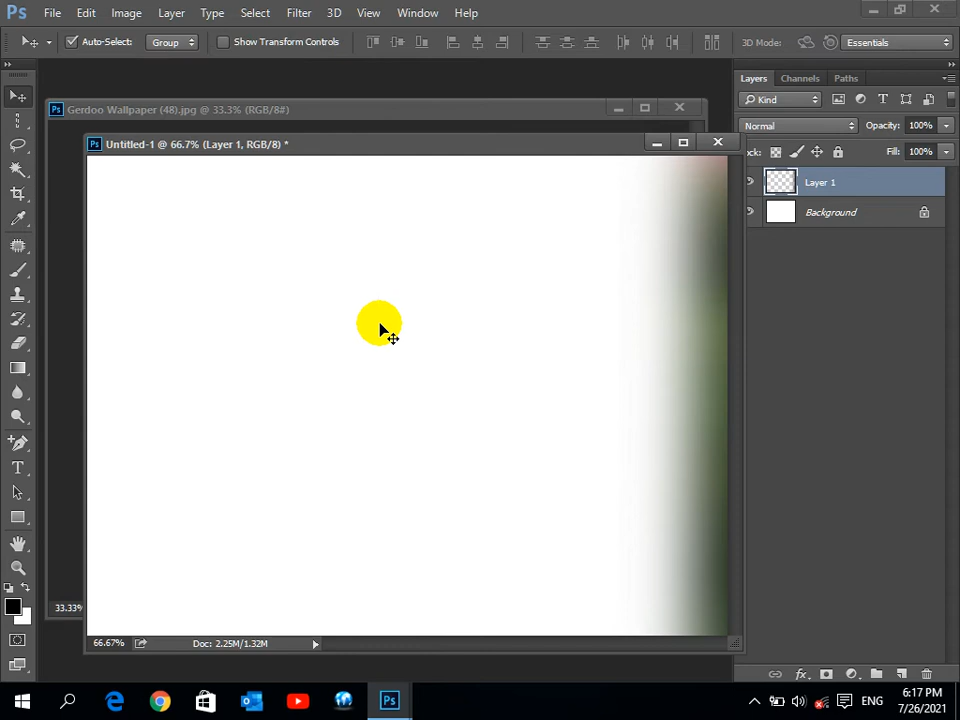 Ps File Edit Image Layer Type Select Filter 3D View Window Help
Auto-Select: Group Show Transform Controls 3D Mode: Essentials
Layers Channels Paths
Kind
Normal Opacity: 100%
ock: Fill: 100%
Layer 1
Background
Gerdoo Wallpaper (48).jpg @ 33.3% (RGB/8#)
Untitled-1 @ 66.7% (Layer 1, RGB/8) *
33.33%
66.67% Doc: 2.25M/1.32M
T
fx
Ps
ENG
6:17 PM
7/26/2021